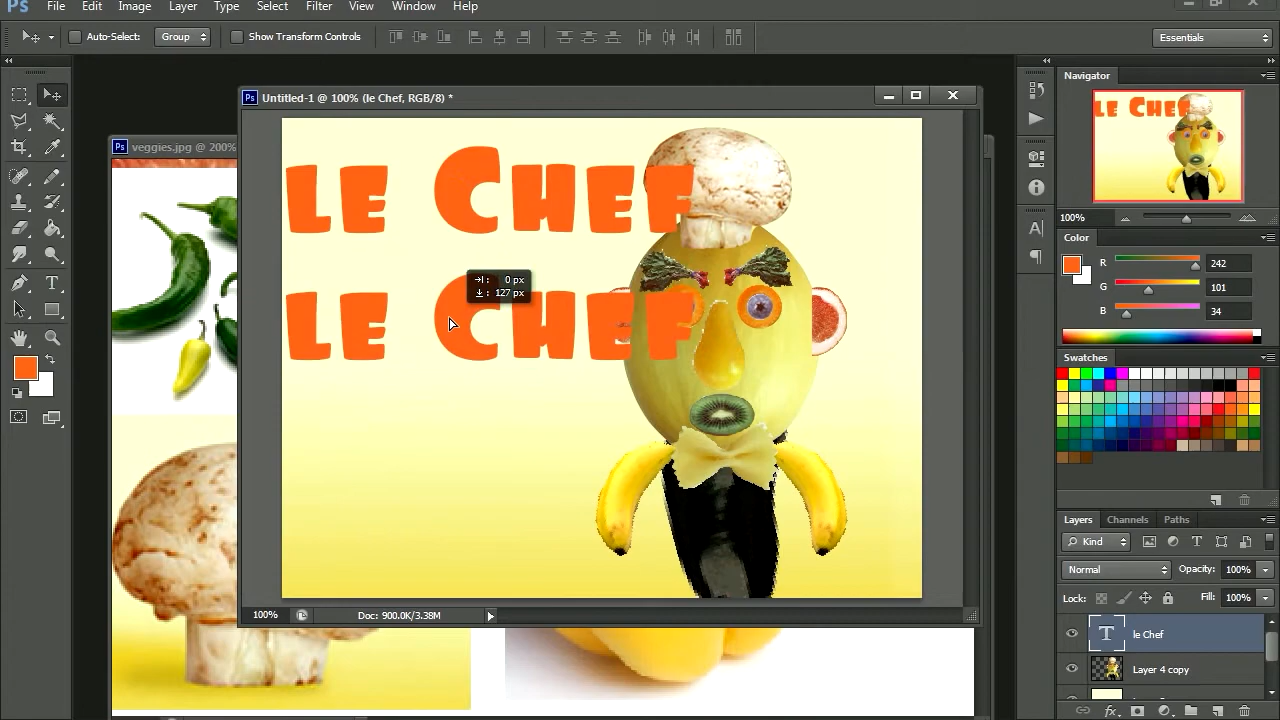 Ps File Edit Image Layer Type Select Filter View Window Help
Auto-Select: Group Show Transform Controls Essentials
Navigator
Ps Untitled-1 @ 100% (le Chef, RGB/8) *
le Chef
Ps veggies.jpg @ 200%
le Chef
100%
Color
R 242
G 101
B 34
0 px
127 px
le Chef
Swatches
Layers Channels Paths
Kind
Normal Opacity: 100%
Lock: Fill: 100%
100% Doc: 900.0K/3.38M
T le Chef
Layer 4 copy
fx